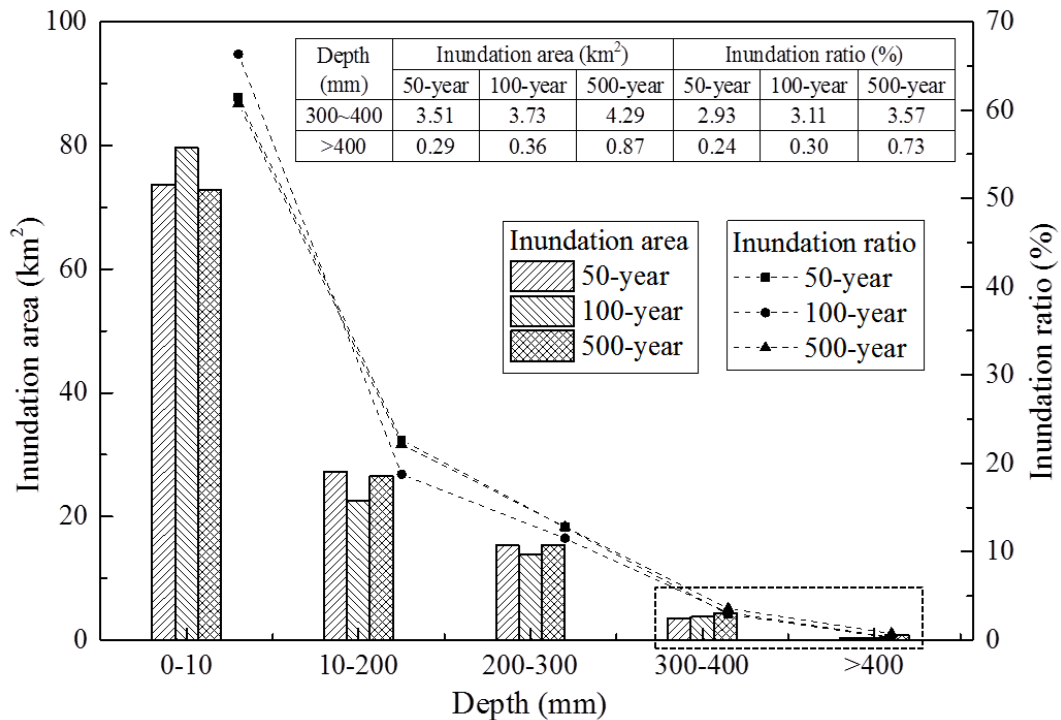 100
80
60
40
20
0
Inundation area (km²)
70
60
50
40
30
20
10
0
Inundation ratio (%)
Depth (mm) Inundation area (km²) Inundation ratio (%)
50-year 100-year 500-year 50-year 100-year 500-year
300~400 3.51 3.73 4.29 2.93 3.11 3.57
>400 0.29 0.36 0.87 0.24 0.30 0.73
Inundation area
50-year
100-year
500-year
Inundation ratio
50-year
100-year
500-year
0-10 10-200 200-300 300-400 >400
Depth (mm)